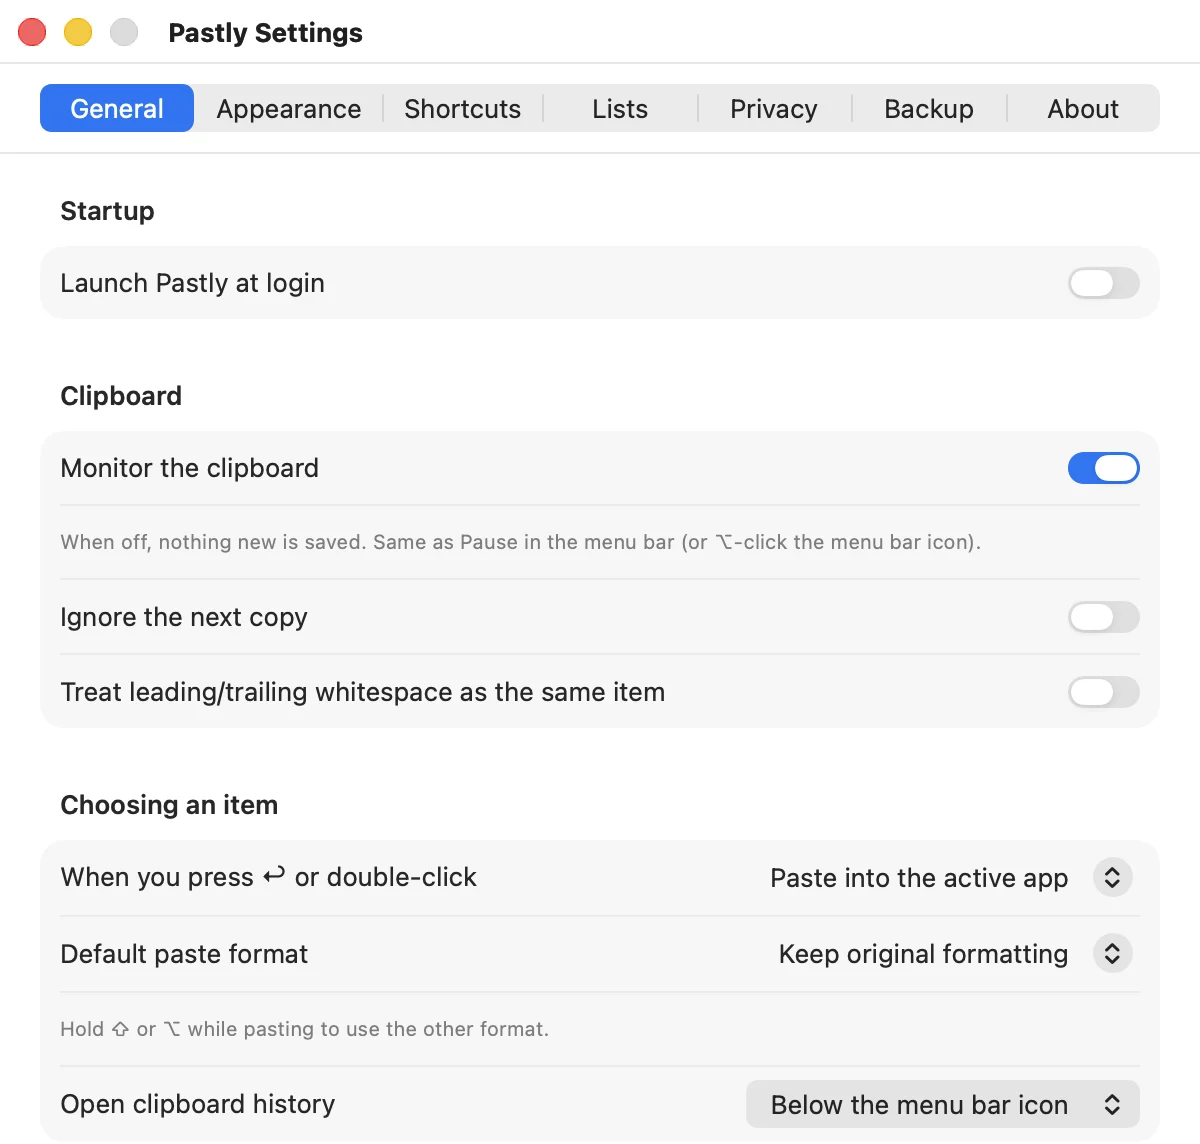 Pastly Settings
General Appearance Shortcuts Lists Privacy Backup About
Startup
Launch Pastly at login
Clipboard
Monitor the clipboard
When off, nothing new is saved. Same as Pause in the menu bar (or ⌥-click the menu bar icon).
Ignore the next copy
Treat leading/trailing whitespace as the same item
Choosing an item
When you press ↩ or double-click Paste into the active app
Default paste format Keep original formatting
Hold ⇧ or ⌥ while pasting to use the other format.
Open clipboard history Below the menu bar icon